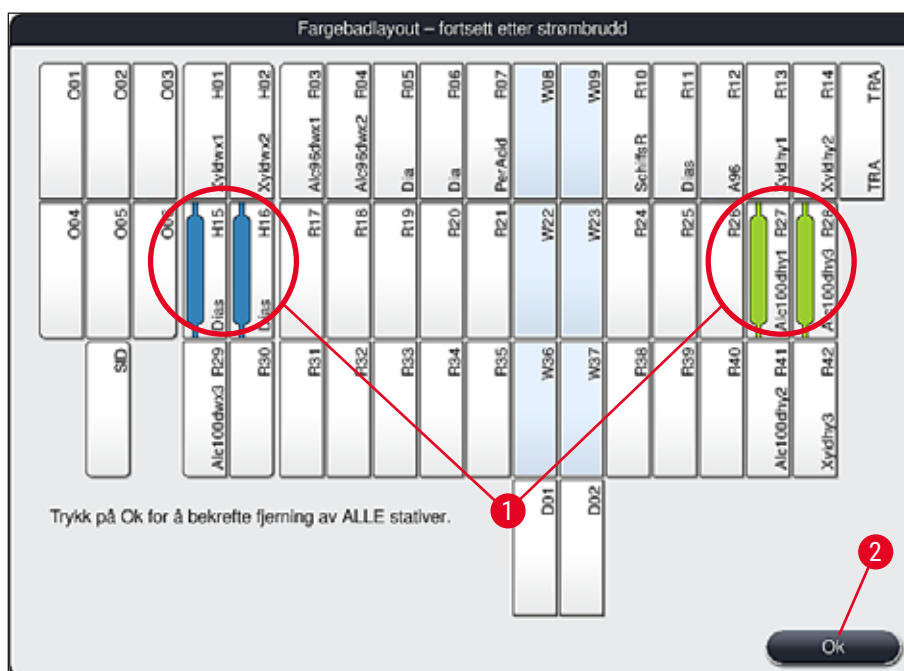 Fargebadlayout – fortsett etter strømbrudd
O01
O02
O03
Xyldwx1 H01
Xyldwx2 H02
Alc96dwx1 R03
Alc96dwx2 R04
Dia R05
Dia R06
PerAcid R07
W08
W09
SchiffsR R10
Dias R11
A96 R12
Xyldhy1 R13
Xyldhy2 R14
TRA TRA
O04
O05
O06
Dias H15
Dias H16
R17
R18
R19
R20
R21
W22
W23
R24
R25
R26
Alc100dhy1 R27
Alc100dhy3 R28
SID
Alc100dwx3 R29
R30
R31
R32
R33
R34
R35
W36
W37
R38
R39
R40
Alc100dhy2 R41
Xyldhy3 R42
D01
D02
Trykk på Ok for å bekrefte fjerning av ALLE stativer.
1
2
Ok